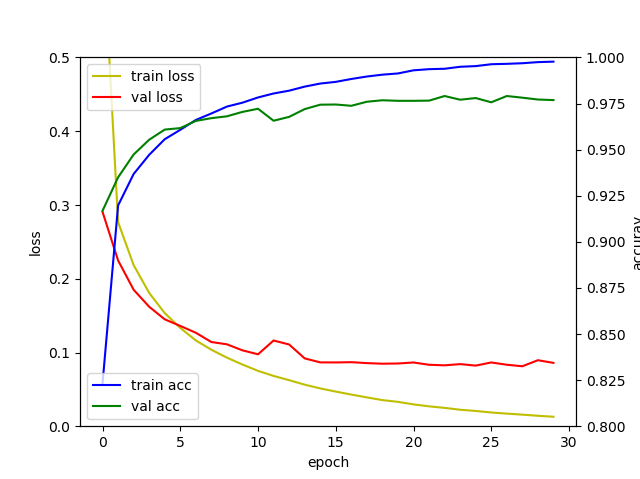 train loss
val loss
train acc
val acc
0.5
0.4
0.3
0.2
0.1
0.0
loss
0 5 10 15 20 25 30
epoch
1.000
0.975
0.950
0.925
0.900
0.875
0.850
0.825
0.800
accuray